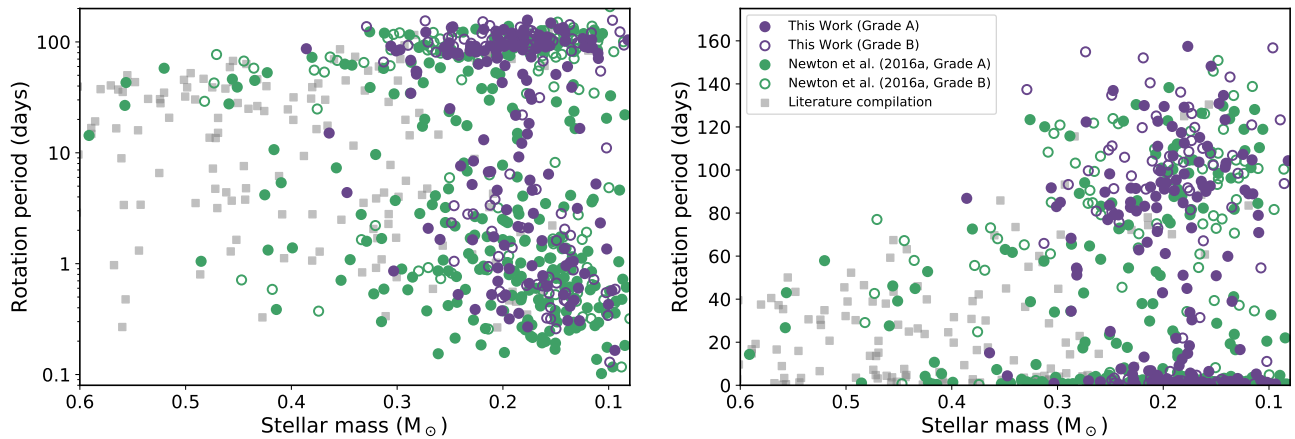 Rotation period (days)
100
10
1
0.1
0.6
0.5
0.4
0.3
0.2
0.1
Stellar mass (M⊙)
Rotation period (days)
160
140
120
100
80
60
40
20
0
This Work (Grade A)
This Work (Grade B)
Newton et al. (2016a, Grade A)
Newton et al. (2016a, Grade B)
Literature compilation
0.6
0.5
0.4
0.3
0.2
0.1
Stellar mass (M⊙)